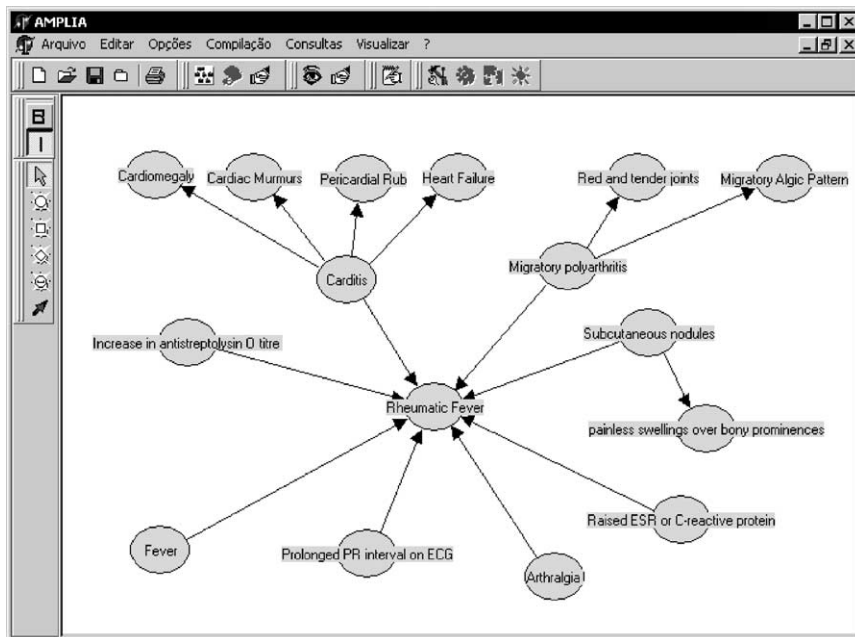 AMPLIA
Arquivo Editar Opções Compilação Consultas Visualizar ?
B
I
Cardiomegaly
Cardiac Murmurs
Pericardial Rub
Heart Failure
Red and tender joints
Migratory Algic Pattern
Carditis
Migratory polyarthritis
Increase in antistreptolysin O titre
Subcutaneous nodules
Rheumatic Fever
painless swellings over bony prominences
Fever
Prolonged PR interval on ECG
Arthralgia
Raised ESR or C-reactive protein